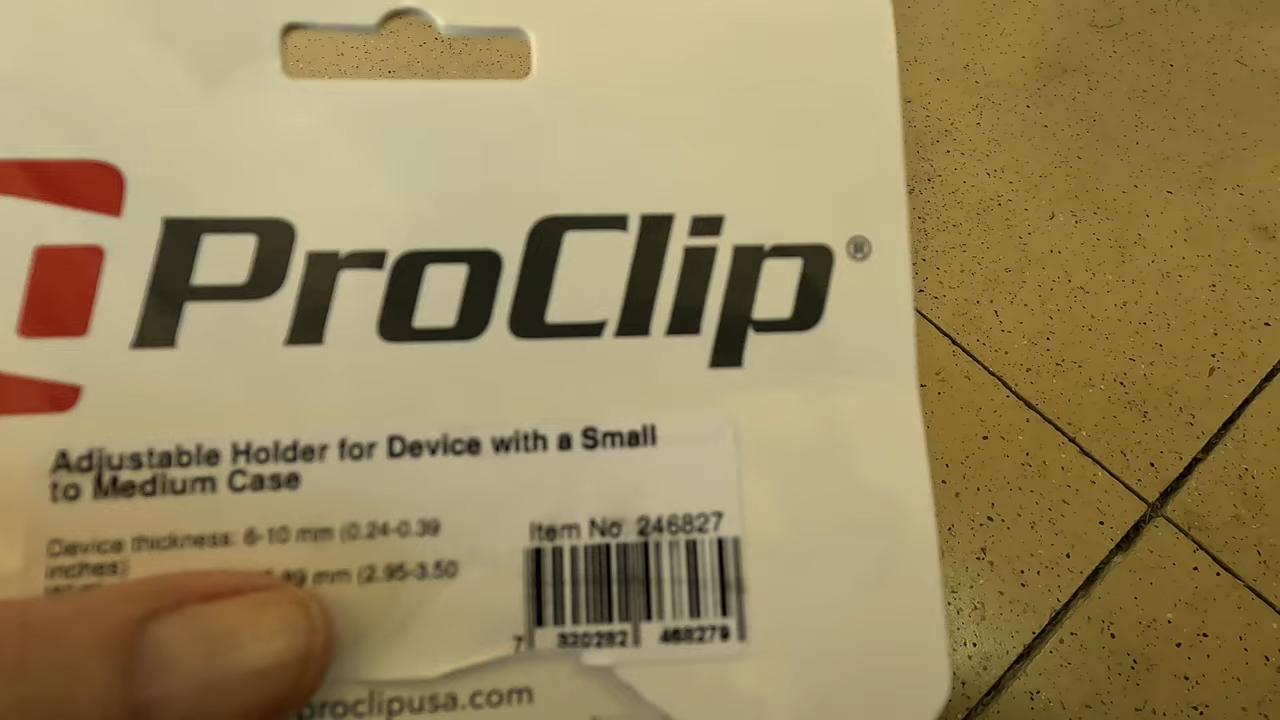 ProClip®
Adjustable Holder for Device with a Small
to Medium Case
Device thickness: 6-10 mm (0.24-0.39
inches)
89 mm (2.95-3.50
Item No 246827
7 320282 468279
proclipusa.com